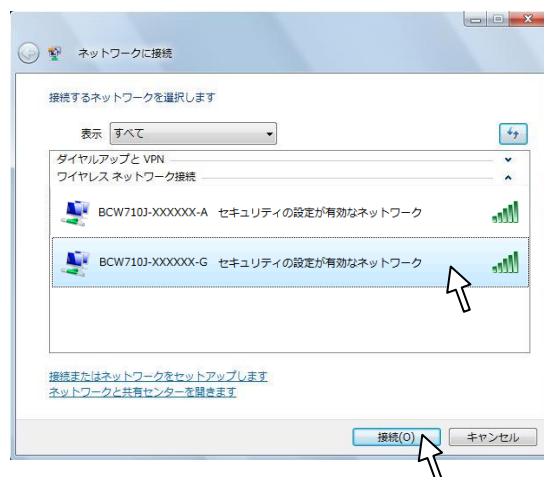 ネットワークに接続
接続するネットワークを選択します
表示 すべて
ダイヤルアップと VPN
ワイヤレス ネットワーク接続
BCW710J-XXXXXX-A セキュリティの設定が有効なネットワーク
BCW710J-XXXXXX-G セキュリティの設定が有効なネットワーク
接続またはネットワークをセットアップします
ネットワークと共有センターを開きます
接続(O) キャンセル